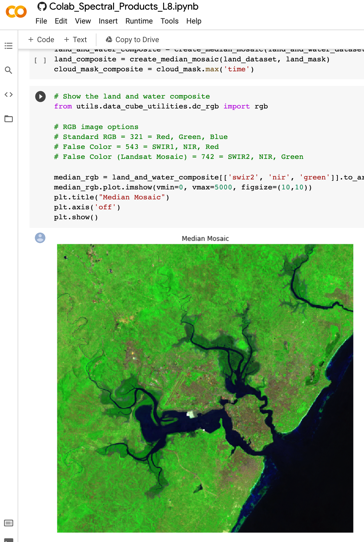 Colab_Spectral_Products_L8.ipynb
File Edit View Insert Runtime Tools Help
+ Code + Text Copy to Drive
land_and_water_composite = create_median_mosaic(land_and_water_dataset
[ ] land_composite = create_median_mosaic(land_dataset, land_mask)
cloud_mask_composite = cloud_mask.max('time')
# Show the land and water composite
from utils.data_cube_utilities.dc_rgb import rgb
# RGB image options
# Standard RGB = 321 = Red, Green, Blue
# False Color = 543 = SWIR1, NIR, Red
# False Color (Landsat Mosaic) = 742 = SWIR2, NIR, Green
median_rgb = land_and_water_composite[['swir2', 'nir', 'green']].to_ar
median_rgb.plot.imshow(vmin=0, vmax=5000, figsize=(10,10))
plt.title("Median Mosaic")
plt.axis('off')
plt.show()
Median Mosaic